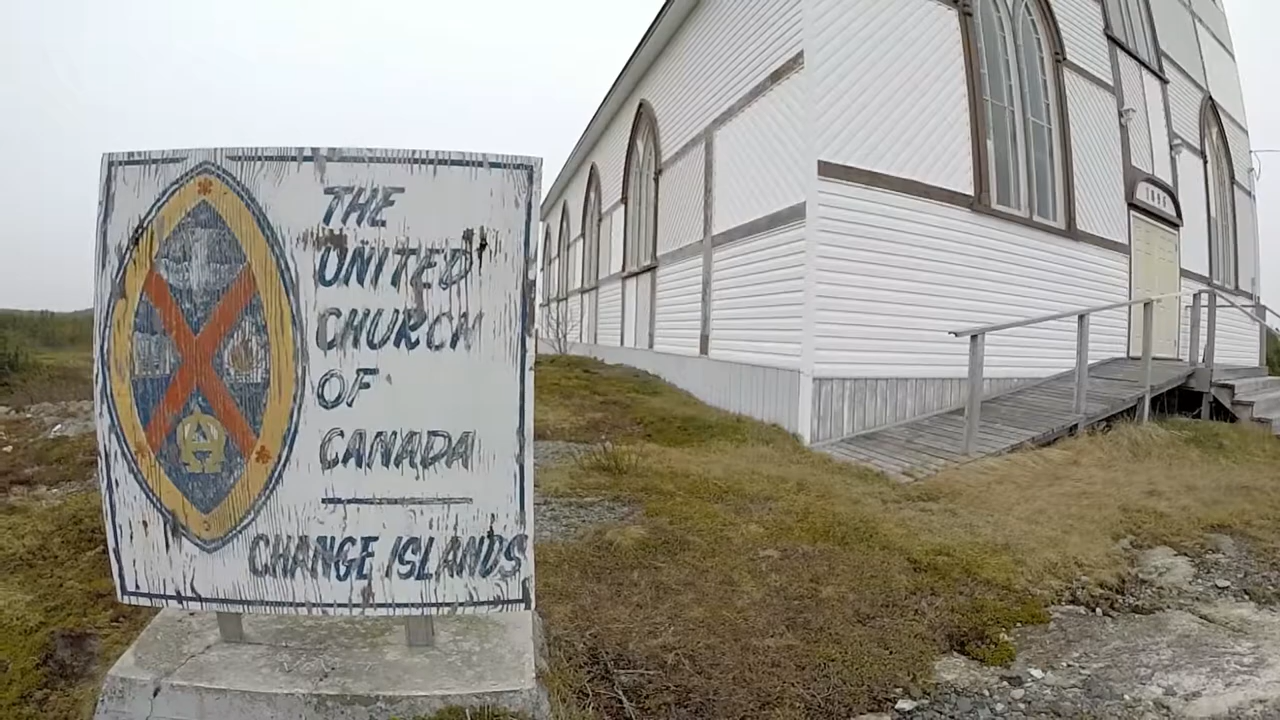 THE
UNITED
CHURCH
OF
CANADA
CHANGE ISLANDS